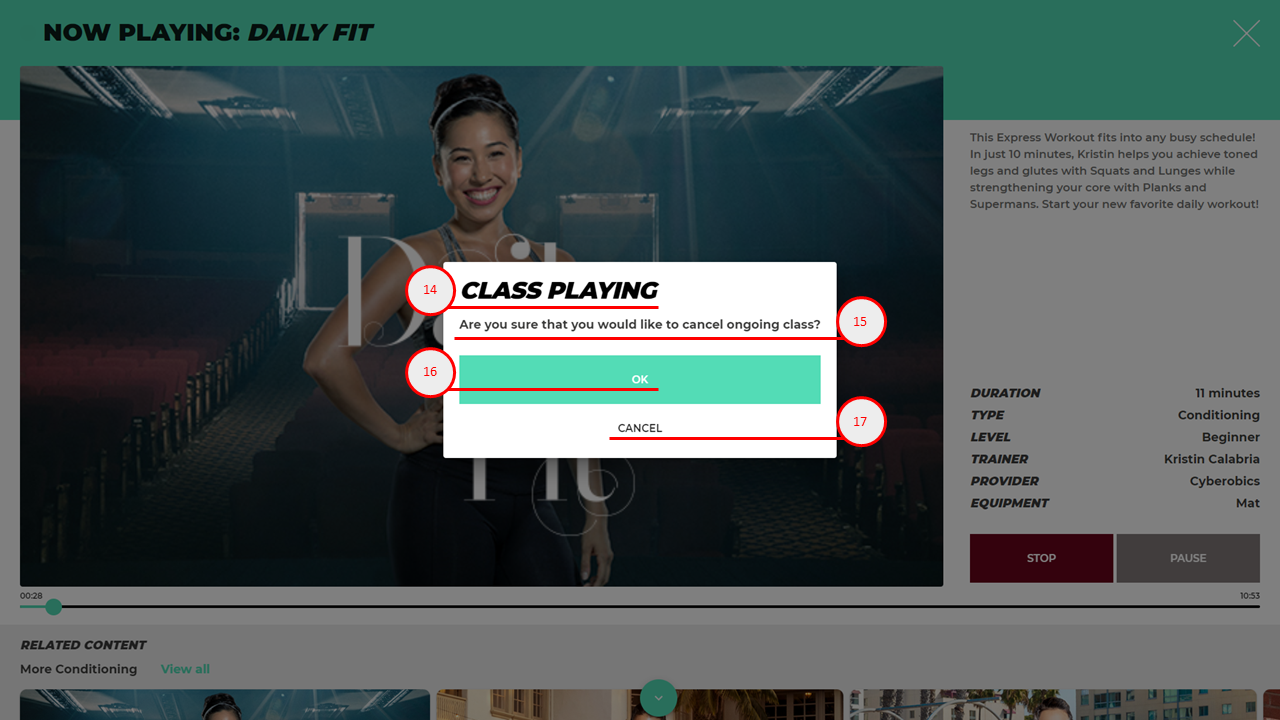 NOW PLAYING: DAILY FIT
This Express Workout fits into any busy schedule!
In just 10 minutes, Kristin helps you achieve toned
legs and glutes with Squats and Lunges while
strengthening your core with Planks and
Supermans. Start your new favorite daily workout!
14
CLASS PLAYING
Are you sure that you would like to cancel ongoing class?
15
16
OK
CANCEL
17
Fit
DURATION 11 minutes
TYPE Conditioning
LEVEL Beginner
TRAINER Kristin Calabria
PROVIDER Cyberobics
EQUIPMENT Mat
STOP PAUSE
00:28 10:53
RELATED CONTENT
More Conditioning View all